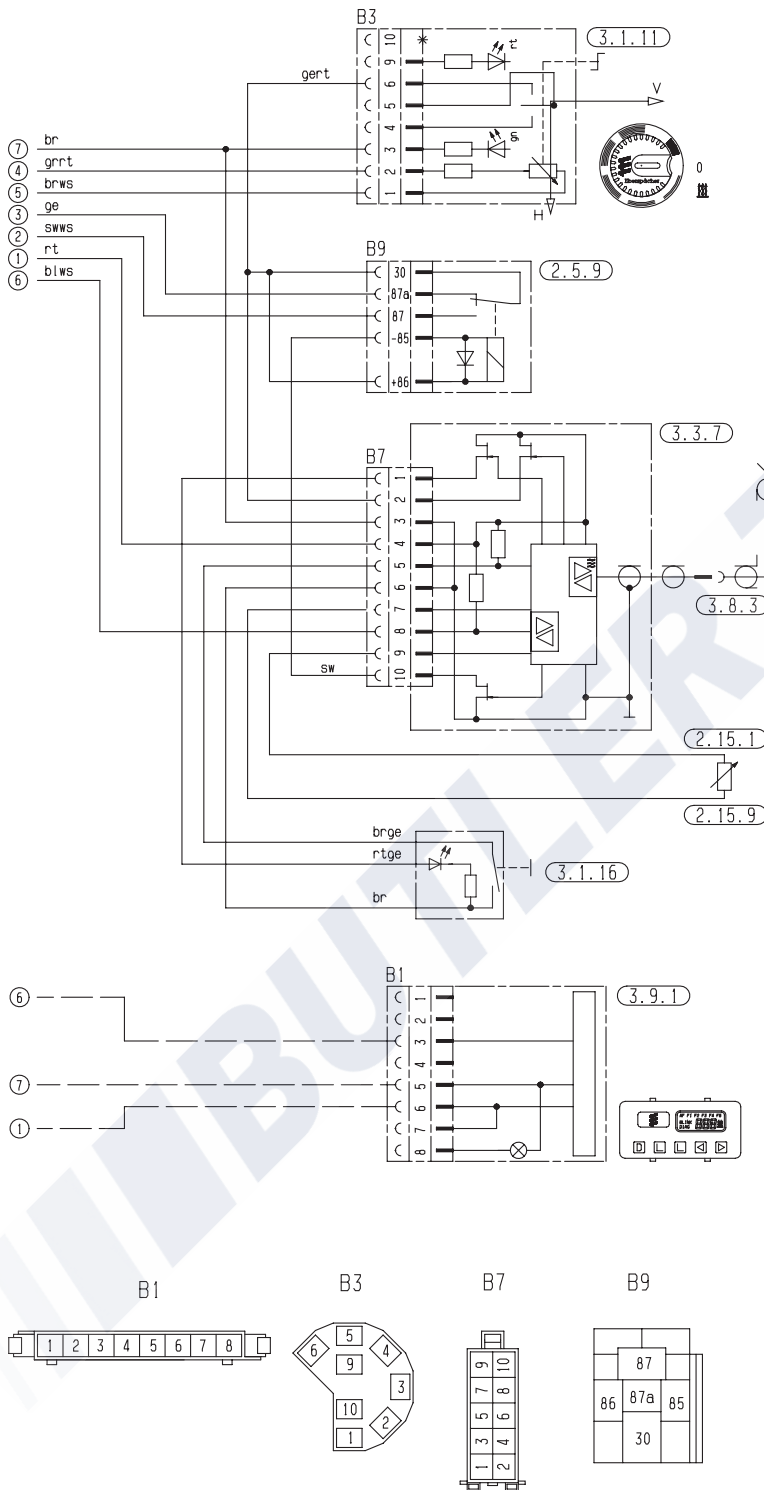 B3
10
9
6
5
4
3
2
1
rt
gn
3.1.11
V
H
0
gert
Eberspächer
⑦ br
④ grrt
⑤ brws
③ ge
② swws
① rt
⑥ blws
B9
30
87a
87
-85
+86
2.5.9
B7
1
2
3
4
5
6
7
8
9
10
sw
3.3.7
3.8.3
2.15.1
2.15.9
brge
rtge
br
3.1.16
B1
1
2
3
4
5
6
7
8
⑥
⑦
①
3.9.1
D L L
BUTLER
B1
1 2 3 4 5 6 7 8
B3
5
6 4
9
3
10
2
1
B7
9 10
7 8
5 6
3 4
1 2
B9
87
86 87a 85
30